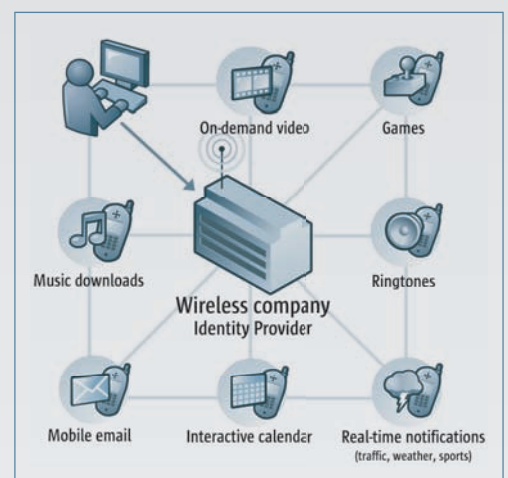 On-demand video
Games
Music downloads
Wireless company
Identity Provider
Ringtones
Mobile email
Interactive calendar
Real-time notifications
(traffic, weather, sports)